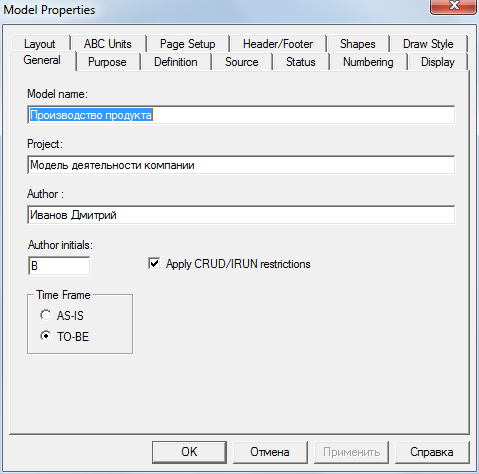 Model Properties
Layout ABC Units Page Setup Header/Footer Shapes Draw Style
General Purpose Definition Source Status Numbering Display
Model name:
Производство продукта
Project:
Модель деятельности компании
Author :
Иванов Дмитрий
Author initials:
В Apply CRUD/IRUN restrictions
Time Frame
AS-IS
TO-BE
OK Отмена Применить Справка